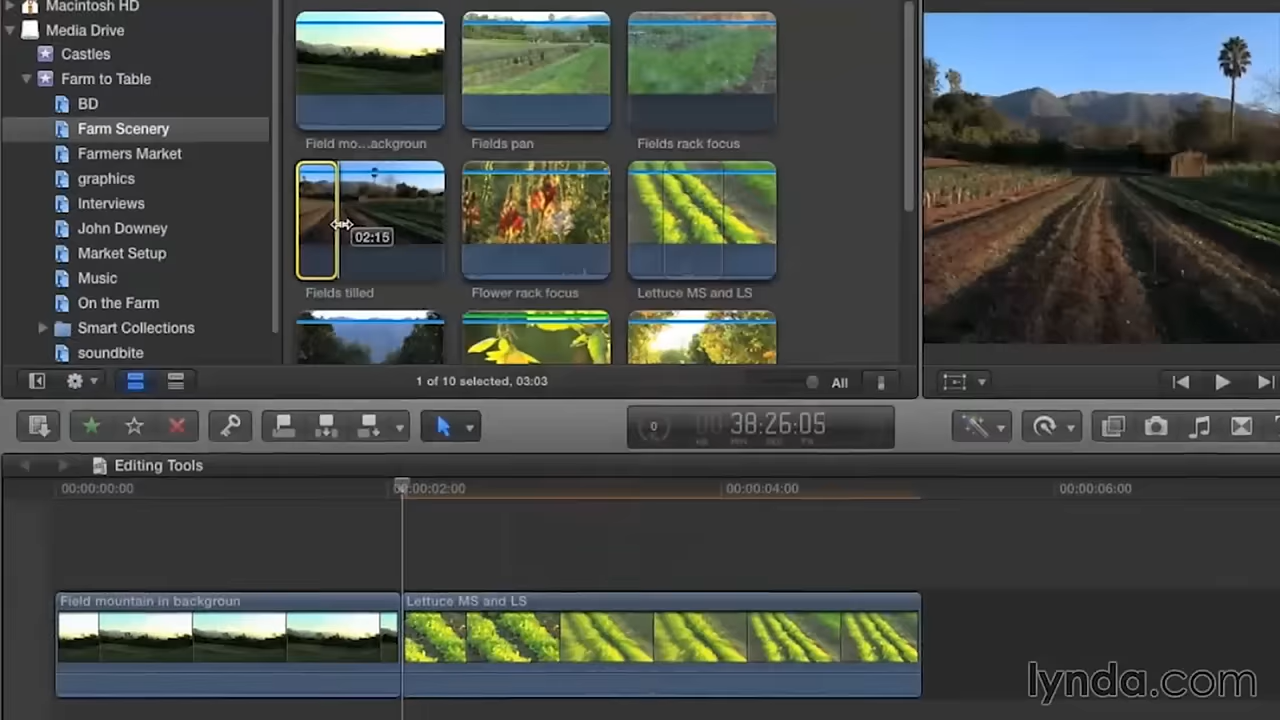 Macintosh HD
Media Drive
Castles
Farm to Table
BD
Farm Scenery
Farmers Market
graphics
Interviews
John Downey
Market Setup
Music
On the Farm
Smart Collections
soundbite
Field mo...ackgroun
Fields pan
Fields rack focus
02:15
Fields tilled
Flower rack focus
Lettuce MS and LS
1 of 10 selected, 03:03
All
0
38:26:05
Editing Tools
00:00:00:00
00:00:02:00
00:00:04:00
00:00:06:00
Field mountain in backgroun
Lettuce MS and LS
lynda.com